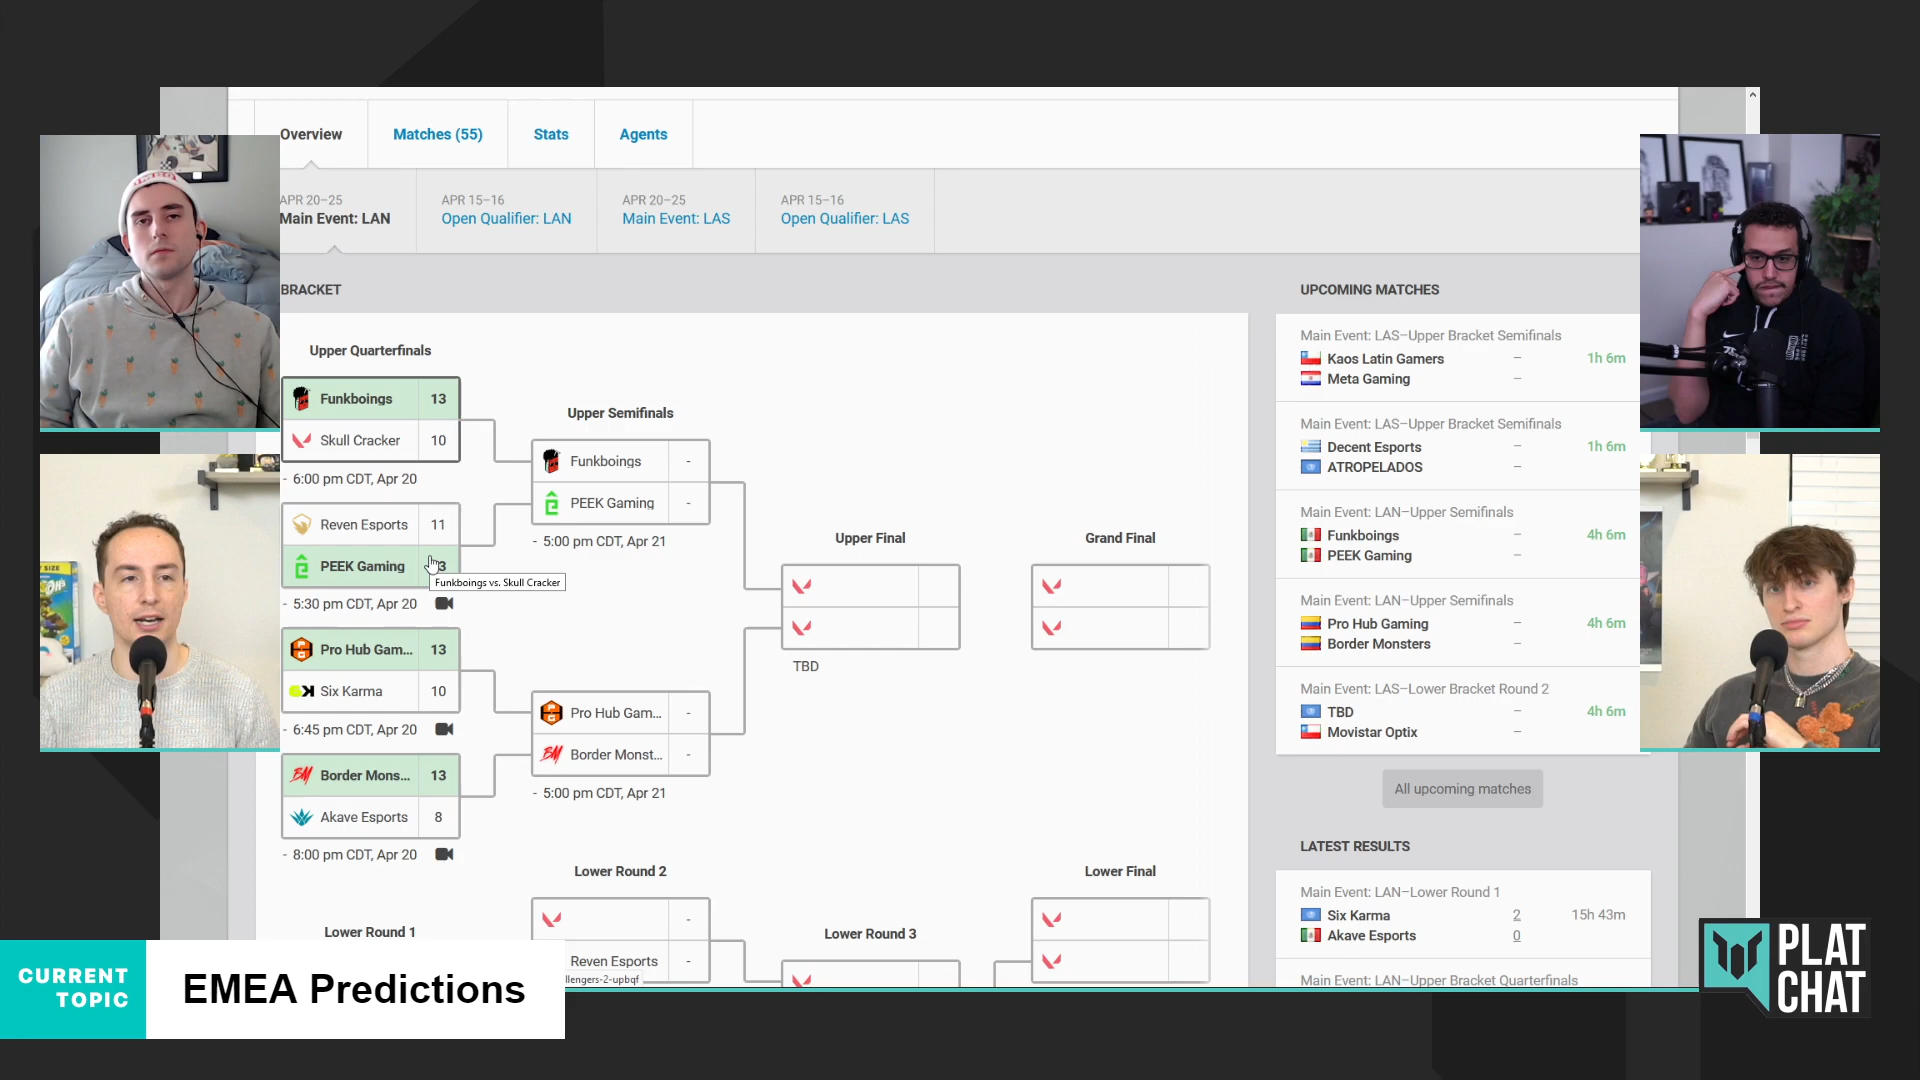 Overview
Matches (55)
Stats
Agents
APR 20–25
Main Event: LAN
APR 15–16
Open Qualifier: LAN
APR 20–25
Main Event: LAS
APR 15–16
Open Qualifier: LAS
BRACKET
Upper Quarterfinals
Funkboings 13
Skull Cracker 10
- 6:00 pm CDT, Apr 20
Reven Esports 11
PEEK Gaming 3
Funkboings vs. Skull Cracker
- 5:30 pm CDT, Apr 20
Pro Hub Gam... 13
Six Karma 10
- 6:45 pm CDT, Apr 20
Border Mons... 13
Akave Esports 8
- 8:00 pm CDT, Apr 20
Upper Semifinals
Funkboings -
PEEK Gaming -
- 5:00 pm CDT, Apr 21
Pro Hub Gam... -
Border Monst... -
- 5:00 pm CDT, Apr 21
Upper Final
TBD
Grand Final
Lower Round 1
Lower Round 2
-
Reven Esports -
llengers-2-upbqf
Lower Round 3
Lower Final
UPCOMING MATCHES
Main Event: LAS–Upper Bracket Semifinals
Kaos Latin Gamers – 1h 6m
Meta Gaming –
Main Event: LAS–Upper Bracket Semifinals
Decent Esports – 1h 6m
ATROPELADOS –
Main Event: LAN–Upper Semifinals
Funkboings – 4h 6m
PEEK Gaming –
Main Event: LAN–Upper Semifinals
Pro Hub Gaming – 4h 6m
Border Monsters –
Main Event: LAS–Lower Bracket Round 2
TBD – 4h 6m
Movistar Optix –
All upcoming matches
LATEST RESULTS
Main Event: LAN–Lower Round 1
Six Karma 2 15h 43m
Akave Esports 0
Main Event: LAN–Upper Bracket Quarterfinals
CURRENT
TOPIC
EMEA Predictions
PLAT
CHAT